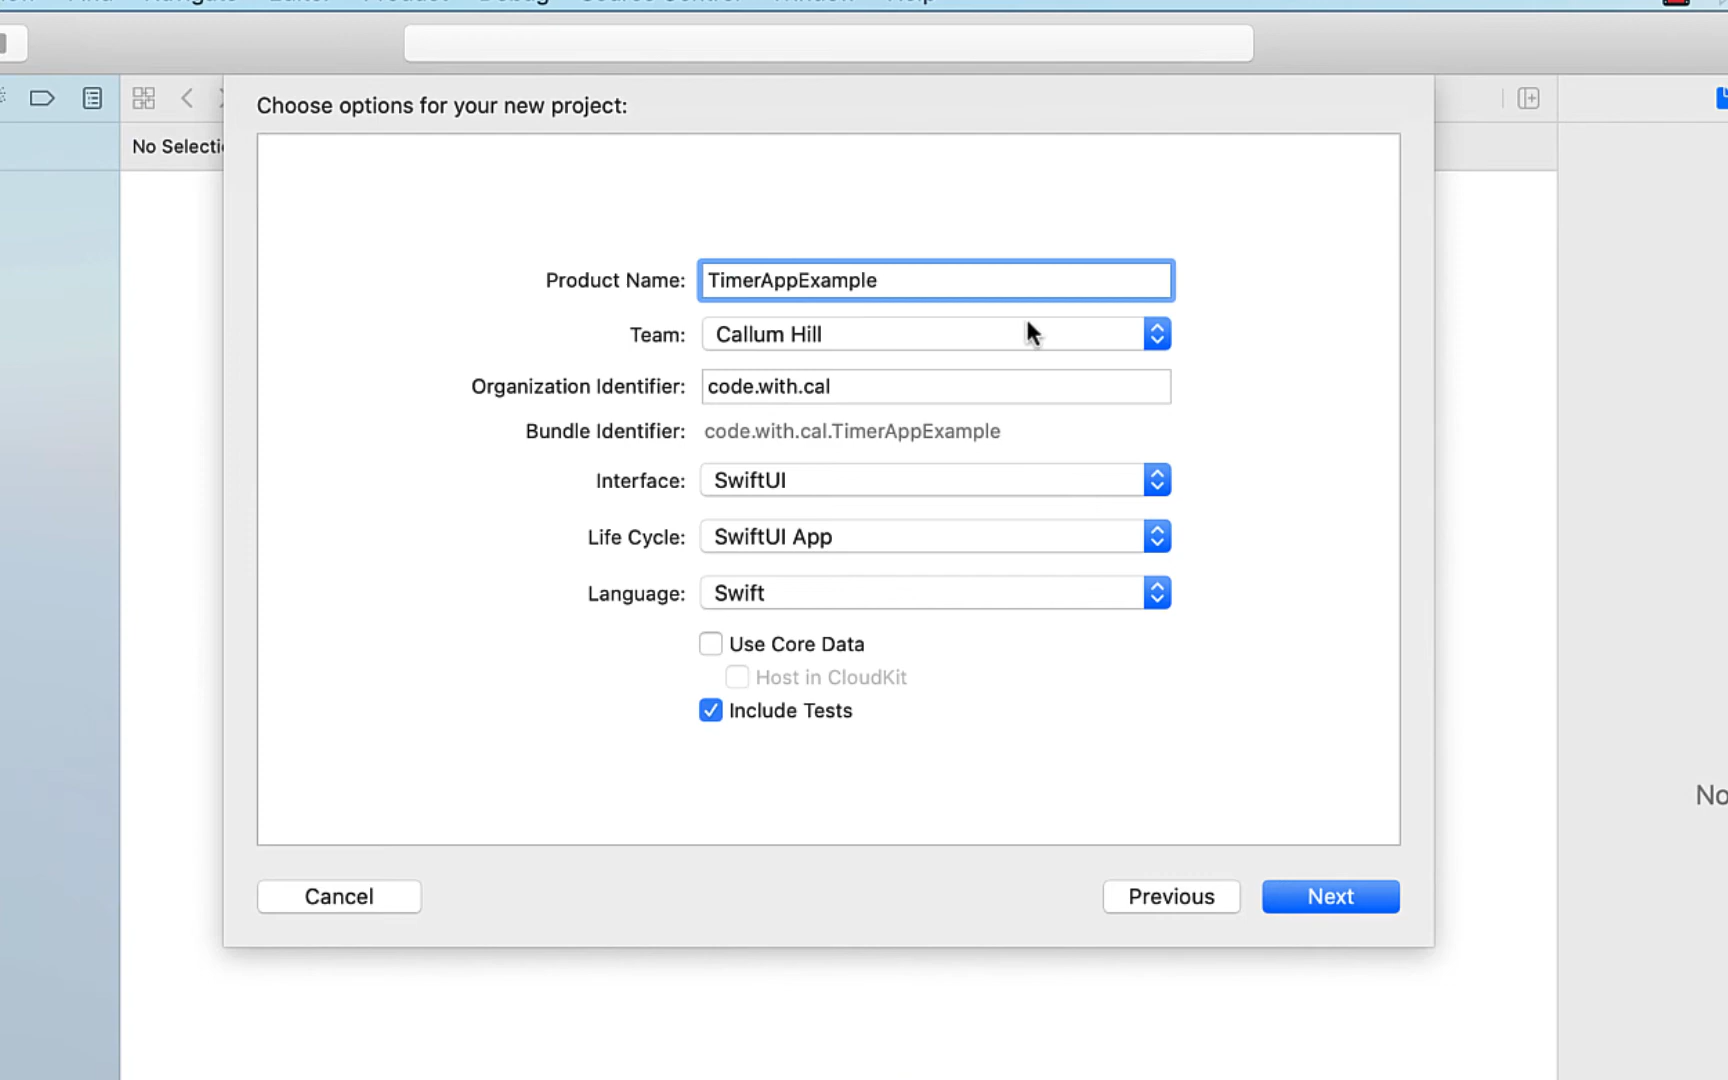 Choose options for your new project:
No Selecti
Product Name: TimerAppExample
Team: Callum Hill
Organization Identifier: code.with.cal
Bundle Identifier: code.with.cal.TimerAppExample
Interface: SwiftUI
Life Cycle: SwiftUI App
Language: Swift
Use Core Data
Host in CloudKit
Include Tests
No
Cancel Previous Next